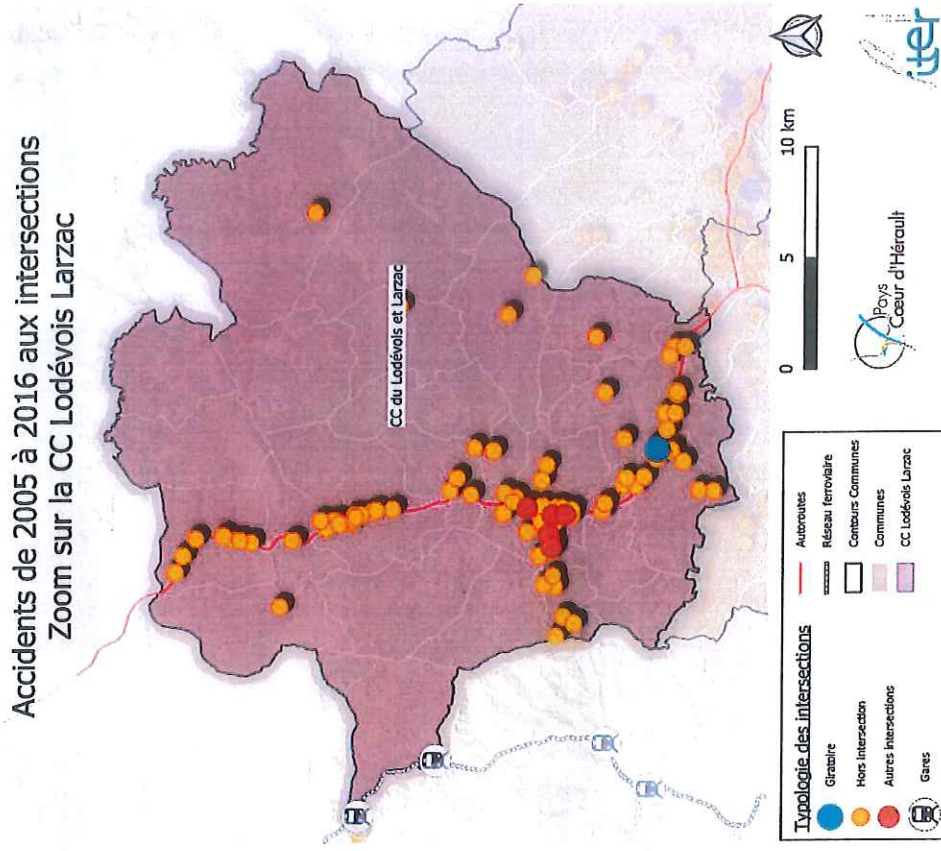 Accidents de 2005 à 2016 aux intersections
Zoom sur la CC Lodévois Larzac
CC du Lodévois et Larzac
Typologie des intersections
Giratoire
Hors intersection
Autres intersections
Gares
Autoroutes
Réseau ferroviaire
Contours Communes
Communes
CC Lodévois Larzac
0 5 10 km
Pays
Cœur d'Hérault
iter